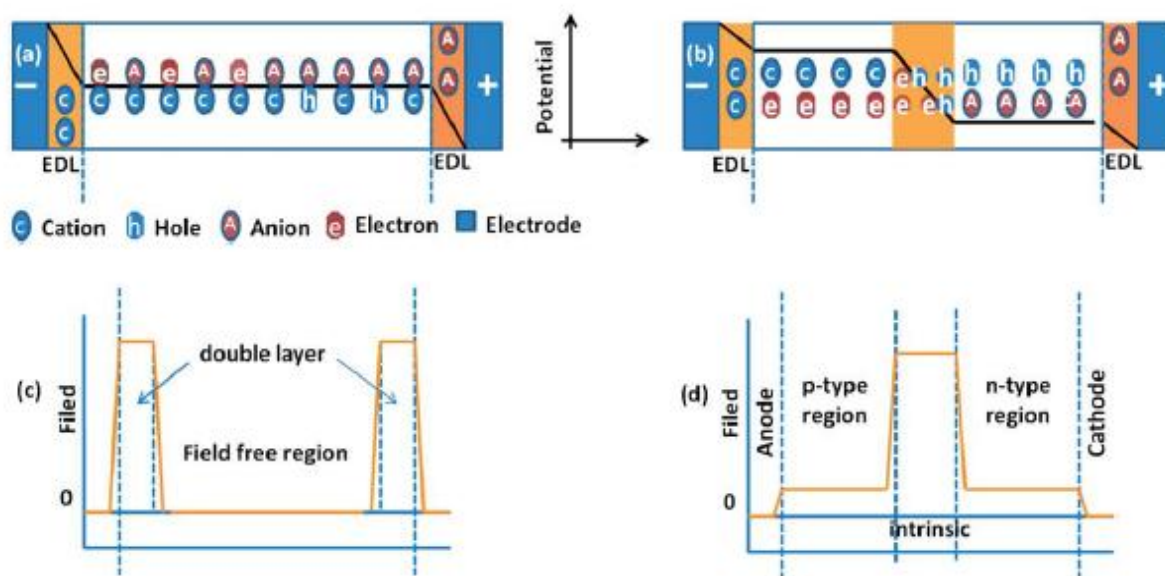 (a)
e A e A e A A A A A
C C C C C C h C h C
C
C
A
A
−
+
EDL
EDL
Potential
(b)
C C C C C e h h h h h h
C e e e e e e h A A A A
A
A
−
+
EDL
EDL
C Cation h Hole A Anion e Electron Electrode
(c)
Filed
0
double layer
Field free region
(d)
Filed
0
Anode
p-type
region
n-type
region
Cathode
intrinsic